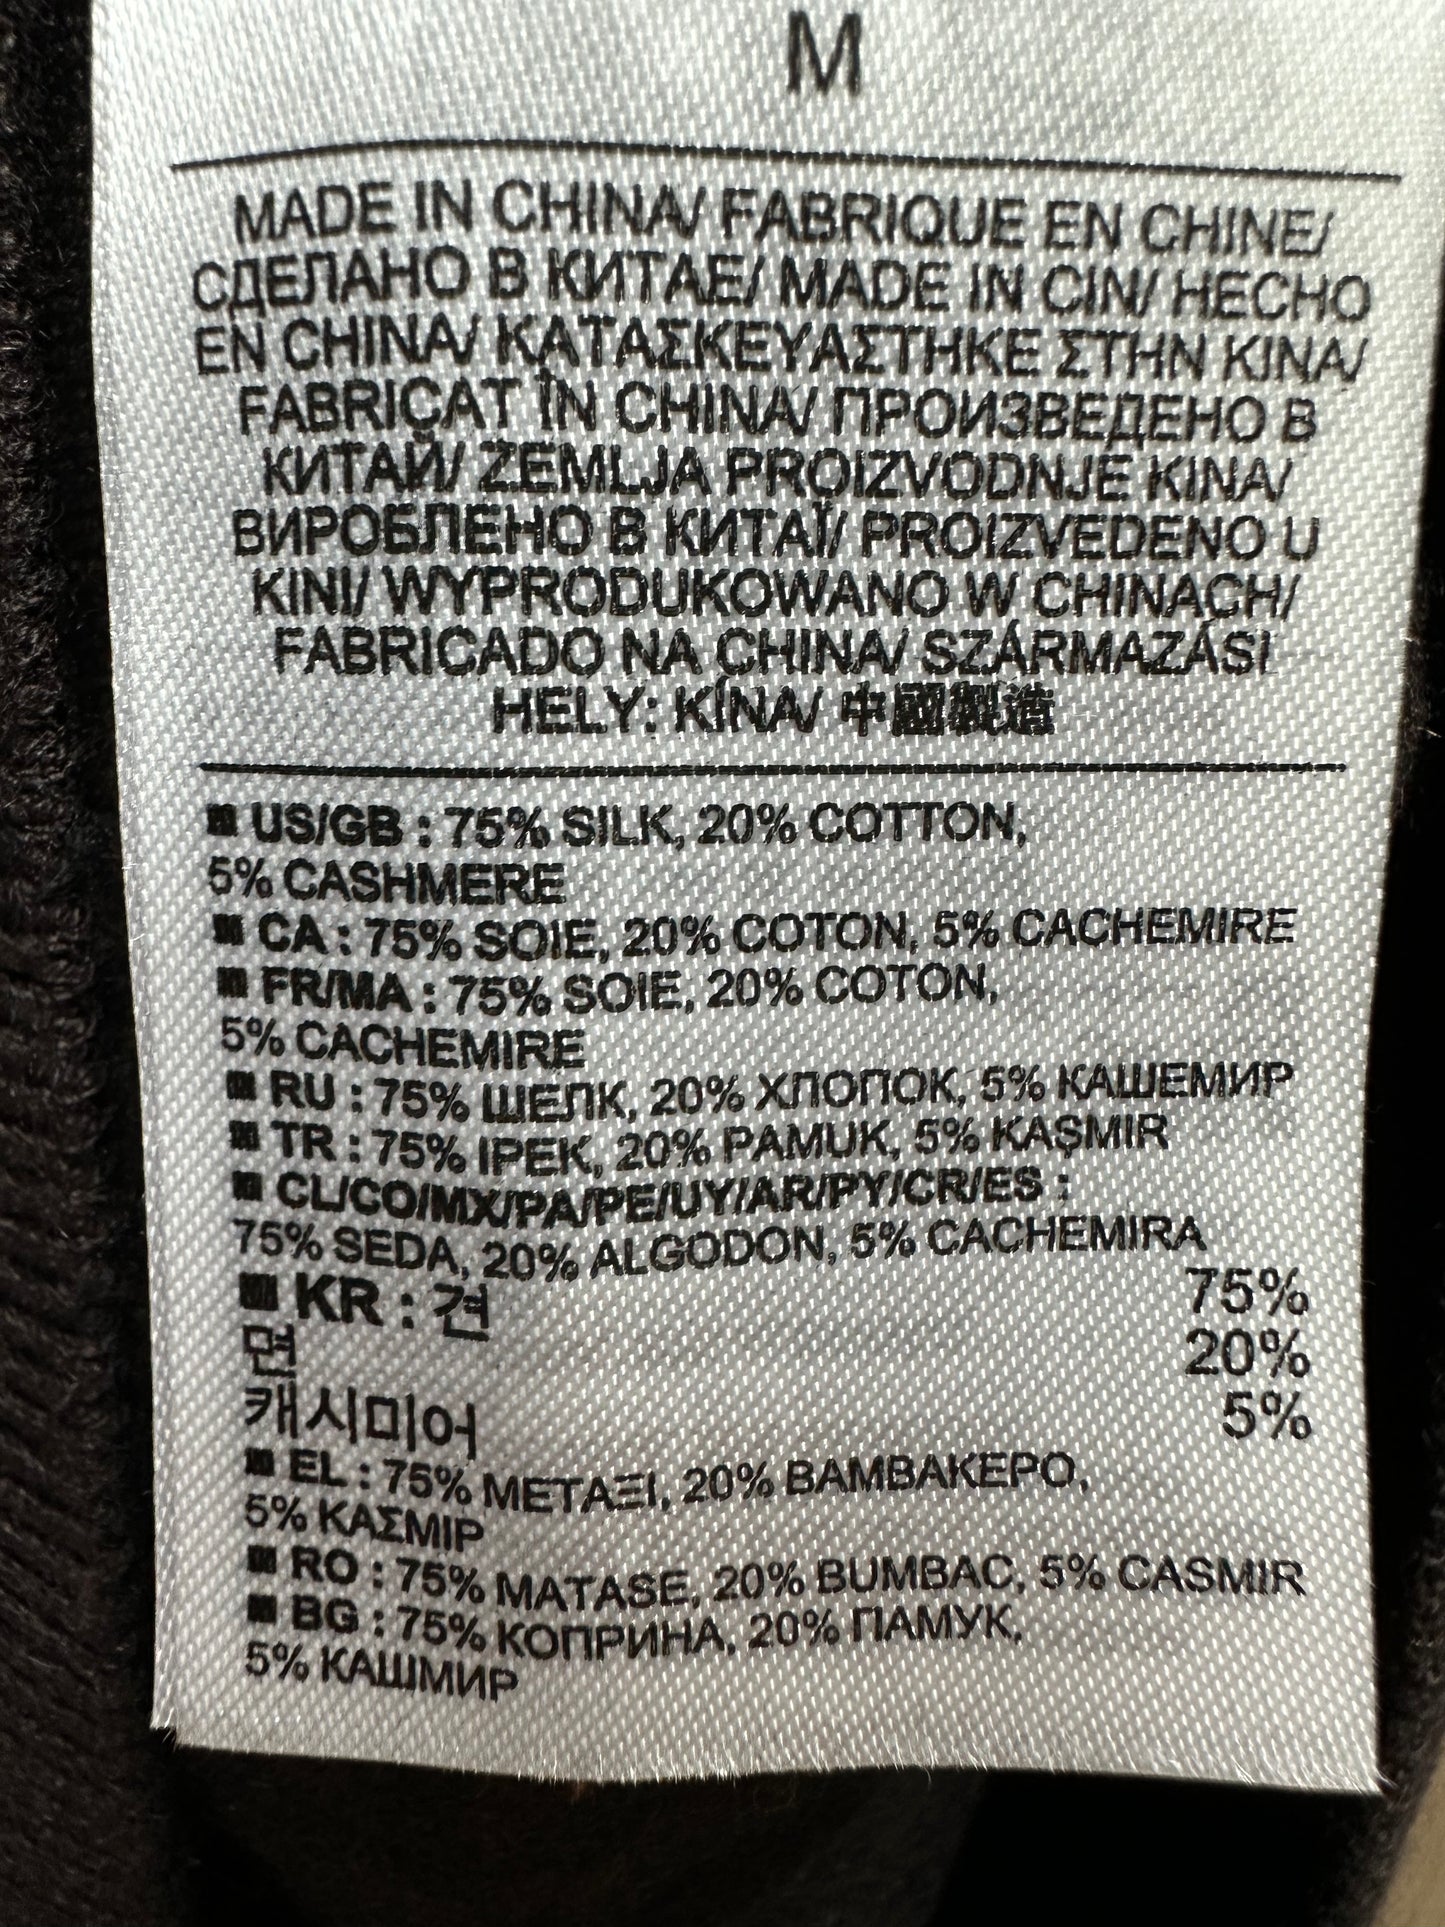 M
MADE IN CHINA/ FABRIQUE EN CHINE/
СДЕЛАНО В КИТАЕ/ MADE IN CIN/ HECHO
EN CHINA/ ΚΑΤΑΣΚΕΥΑΣΤΗΚΕ ΣΤΗΝ ΚΙΝΑ/
FABRICAT ÎN CHINA/ ПРОИЗВЕДЕНО В
КИТАЙ/ ZEMLJA PROIZVODNJE KINA/
ВИРОБЛЕНО В КИТАЇ/ PROIZVEDENO U
KINI/ WYPRODUKOWANO W CHINACH/
FABRICADO NA CHINA/ SZÁRMAZÁSI
HELY: KÍNA/ 中國製造
■ US/GB : 75% SILK, 20% COTTON,
5% CASHMERE
■ CA : 75% SOIE, 20% COTON, 5% CACHEMIRE
■ FR/MA : 75% SOIE, 20% COTON,
5% CACHEMIRE
■ RU : 75% ШЕЛК, 20% ХЛОПОК, 5% КАШЕМИР
■ TR : 75% IPEK, 20% PAMUK, 5% KAŞMIR
■ CL/CO/MX/PA/PE/UY/AR/PY/CR/ES :
75% SEDA, 20% ALGODON, 5% CACHEMIRA
■ KR : 견 75%
면 20%
캐시미어 5%
■ EL : 75% ΜΕΤΑΞΙ, 20% ΒΑΜΒΑΚΕΡΟ,
5% ΚΑΣΜΙΡ
■ RO : 75% MATASE, 20% BUMBAC, 5% CASMIR
■ BG : 75% КОПРИНА, 20% ПАМУК,
5% КАШМИР